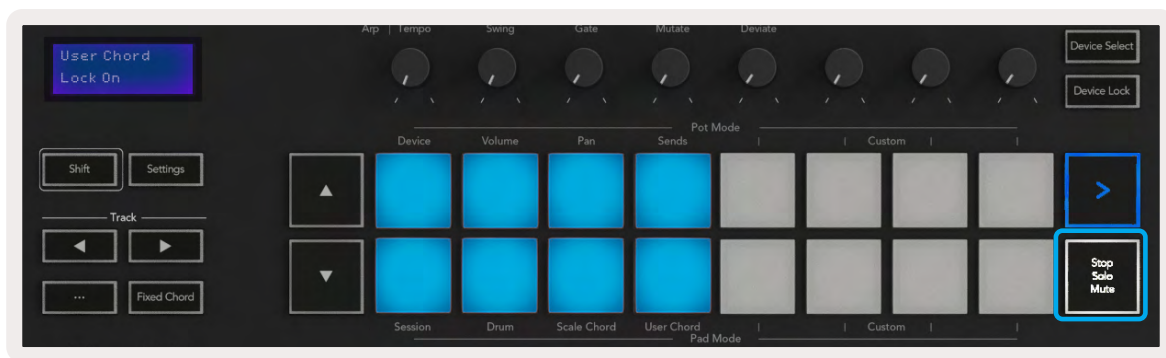 User Chord
Lock On
Arp | Tempo Swing Gate Mutate Deviate
Device Select
Device Lock
Pot Mode
Device Volume Pan Sends | | Custom | |
Shift Settings
▲
>
Track
◄ ►
▼
Stop
Solo
Mute
... Fixed Chord
Session Drum Scale Chord User Chord | | Custom | |
Pad Mode